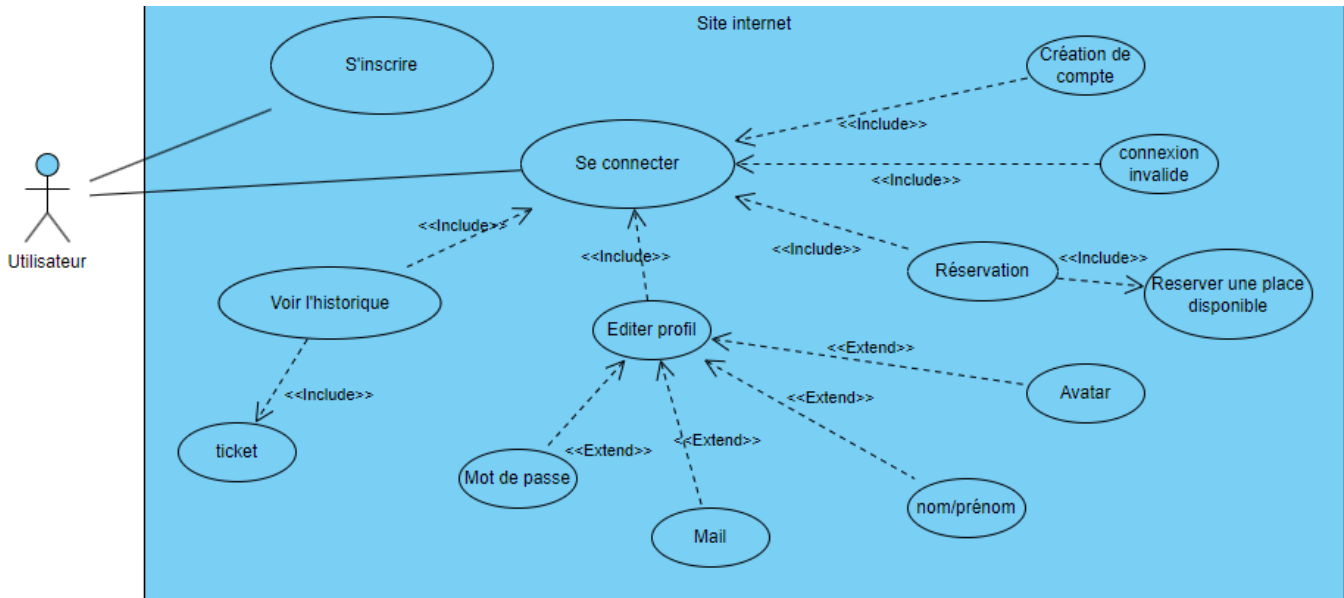 Site internet
S'inscrire
Création de
compte
<<Include>>
Se connecter
connexion
invalide
<<Include>>
Utilisateur
<<Include>>
<<Include>>
<<Include>>
<<Include>>
Réservation
Reserver une place
disponible
Voir l'historique
Editer profil
<<Extend>>
<<Include>>
<<Extend>>
Avatar
ticket
<<Extend>>
<<Extend>>
Mot de passe
nom/prénom
Mail